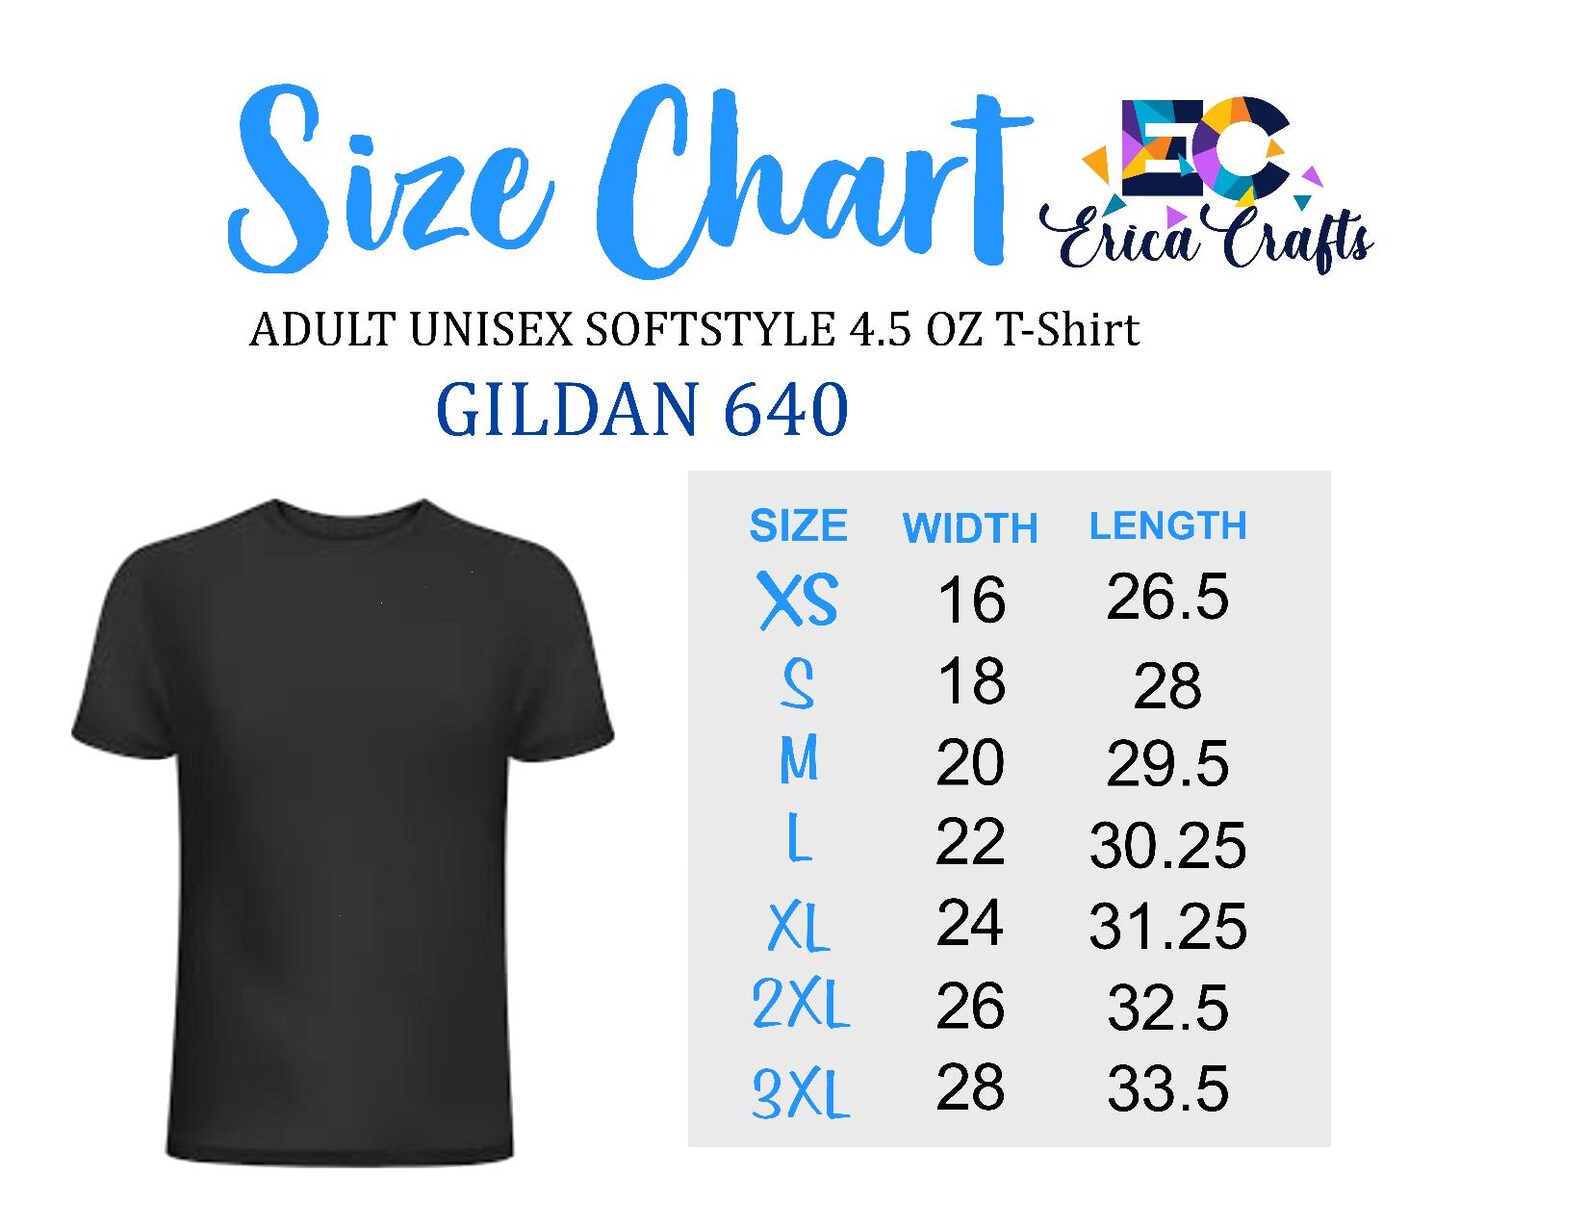 Size Chart
EC
Erica Crafts
ADULT UNISEX SOFTSTYLE 4.5 OZ T-Shirt
GILDAN 640
SIZE WIDTH LENGTH
XS 16 26.5
S 18 28
M 20 29.5
L 22 30.25
XL 24 31.25
2XL 26 32.5
3XL 28 33.5